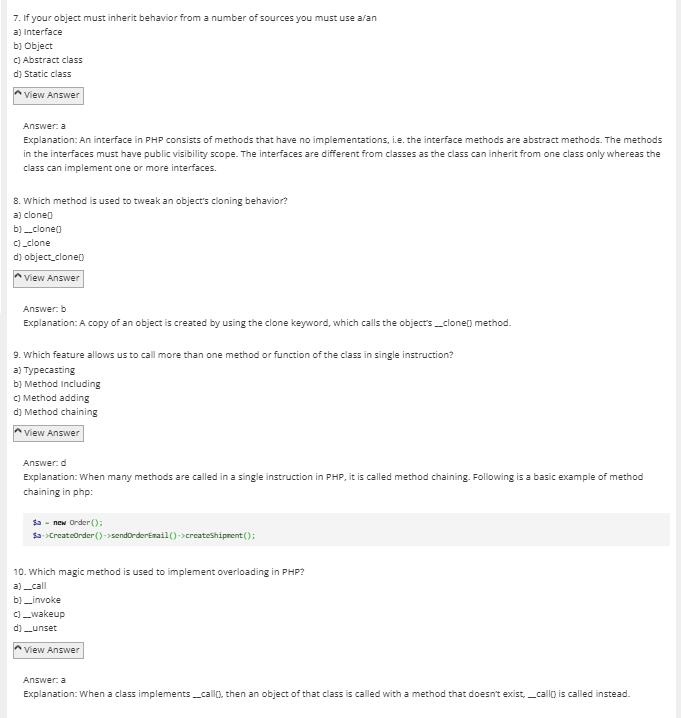 7. If your object must inherit behavior from a number of sources you must use a/an
a) Interface
b) Object
c) Abstract class
d) Static class
View Answer
Answer: a
Explanation: An interface in PHP consists of methods that have no implementations, i.e. the interface methods are abstract methods. The methods
in the interfaces must have public visibility scope. The interfaces are different from classes as the class can inherit from one class only whereas the
class can implement one or more interfaces.
8. Which method is used to tweak an object's cloning behavior?
a) clone()
b) __clone()
c) _clone
d) object_clone()
View Answer
Answer: b
Explanation: A copy of an object is created by using the clone keyword, which calls the object's __clone() method.
9. Which feature allows us to call more than one method or function of the class in single instruction?
a) Typecasting
b) Method Including
c) Method adding
d) Method chaining
View Answer
Answer: d
Explanation: When many methods are called in a single instruction in PHP, it is called method chaining. Following is a basic example of method
chaining in php:
$a = new Order();
$a->CreateOrder()->sendOrderEmail()->createShipment();
10. Which magic method is used to implement overloading in PHP?
a) __call
b) __invoke
c) __wakeup
d) __unset
View Answer
Answer: a
Explanation: When a class implements __call(), then an object of that class is called with a method that doesn't exist, __call() is called instead.